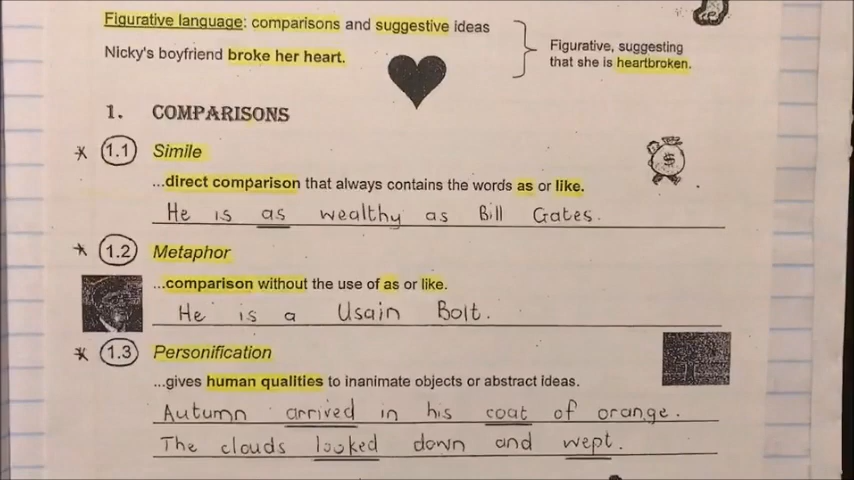 Figurative language: comparisons and suggestive ideas
Nicky's boyfriend broke her heart.
Figurative, suggesting
that she is heartbroken.
1. COMPARISONS
* 1.1 Simile
...direct comparison that always contains the words as or like.
He is as wealthy as Bill Gates.
* 1.2 Metaphor
...comparison without the use of as or like.
He is a Usain Bolt.
* 1.3 Personification
...gives human qualities to inanimate objects or abstract ideas.
Autumn arrived in his coat of orange.
The clouds looked down and wept.